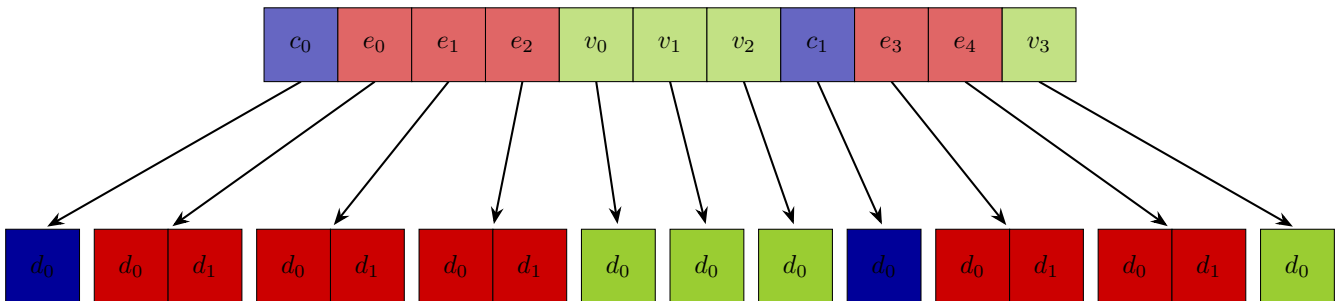 c₀ e₀ e₁ e₂ v₀ v₁ v₂ c₁ e₃ e₄ v₃
d₀ d₀ d₁ d₀ d₁ d₀ d₁ d₀ d₀ d₀ d₀ d₀ d₁ d₀ d₁ d₀